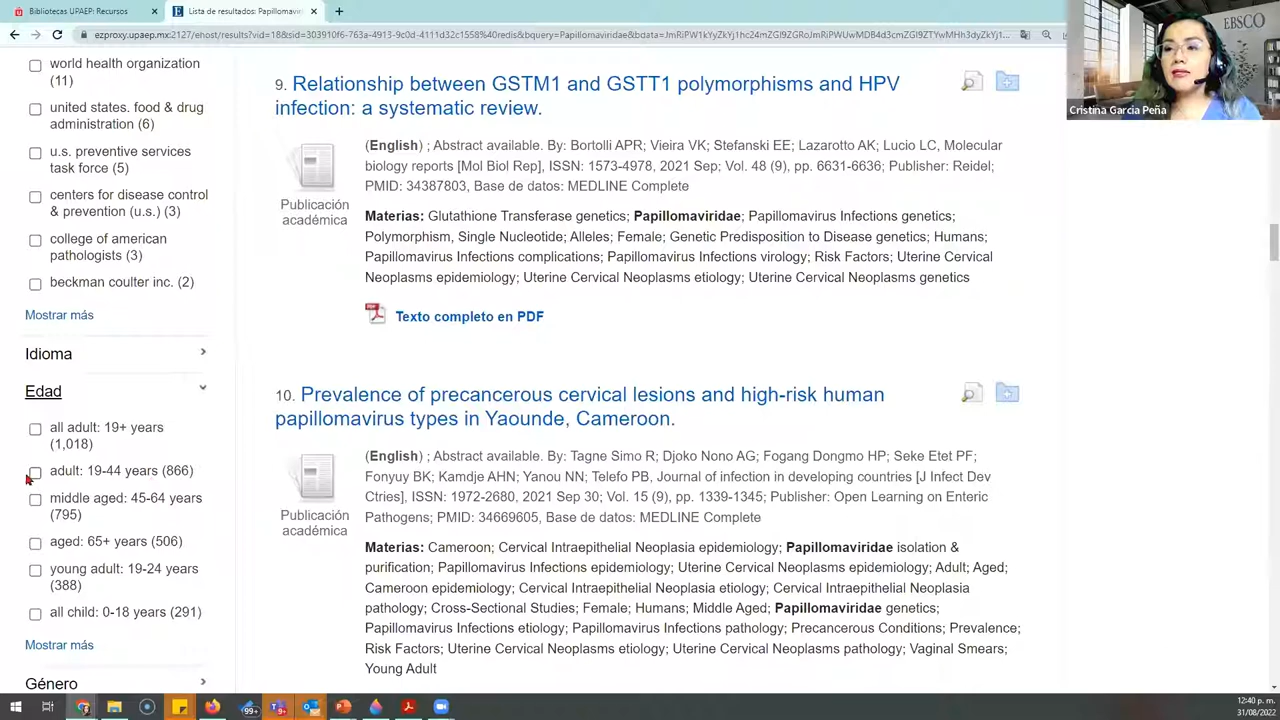 Bibliotecas UPAEP: Recursos
Lista de resultados: Papillomavir
ezproxy.upaep.mx:2127/ehost/results?vid=18&sid=303910f6-763a-4913-9c0d-4111d32c1558%40redis&bquery=Papillomaviridae&bdata=
EBSCO
Cristina Garcia Peña
world health organization
(11)
united states. food & drug
administration (6)
u.s. preventive services
task force (5)
centers for disease control
& prevention (u.s.) (3)
college of american
pathologists (3)
beckman coulter inc. (2)
Mostrar más
Idioma
Edad
all adult: 19+ years
(1,018)
adult: 19-44 years (866)
middle aged: 45-64 years
(795)
aged: 65+ years (506)
young adult: 19-24 years
(388)
all child: 0-18 years (291)
Mostrar más
Género
9. Relationship between GSTM1 and GSTT1 polymorphisms and HPV
infection: a systematic review.
Publicación
académica
(English) ; Abstract available. By: Bortolli APR; Vieira VK; Stefanski EE; Lazarotto AK; Lucio LC, Molecular
biology reports [Mol Biol Rep], ISSN: 1573-4978, 2021 Sep; Vol. 48 (9), pp. 6631-6636; Publisher: Reidel;
PMID: 34387803, Base de datos: MEDLINE Complete
Materias: Glutathione Transferase genetics; Papillomaviridae; Papillomavirus Infections genetics;
Polymorphism, Single Nucleotide; Alleles; Female; Genetic Predisposition to Disease genetics; Humans;
Papillomavirus Infections complications; Papillomavirus Infections virology; Risk Factors; Uterine Cervical
Neoplasms epidemiology; Uterine Cervical Neoplasms etiology; Uterine Cervical Neoplasms genetics
Texto completo en PDF
10. Prevalence of precancerous cervical lesions and high-risk human
papillomavirus types in Yaounde, Cameroon.
Publicación
académica
(English) ; Abstract available. By: Tagne Simo R; Djoko Nono AG; Fogang Dongmo HP; Seke Etet PF;
Fonyuy BK; Kamdje AHN; Yanou NN; Telefo PB, Journal of infection in developing countries [J Infect Dev
Ctries], ISSN: 1972-2680, 2021 Sep 30; Vol. 15 (9), pp. 1339-1345; Publisher: Open Learning on Enteric
Pathogens; PMID: 34669605, Base de datos: MEDLINE Complete
Materias: Cameroon; Cervical Intraepithelial Neoplasia epidemiology; Papillomaviridae isolation &
purification; Papillomavirus Infections epidemiology; Uterine Cervical Neoplasms epidemiology; Adult; Aged;
Cameroon epidemiology; Cervical Intraepithelial Neoplasia etiology; Cervical Intraepithelial Neoplasia
pathology; Cross-Sectional Studies; Female; Humans; Middle Aged; Papillomaviridae genetics;
Papillomavirus Infections etiology; Papillomavirus Infections pathology; Precancerous Conditions; Prevalence;
Risk Factors; Uterine Cervical Neoplasms etiology; Uterine Cervical Neoplasms pathology; Vaginal Smears;
Young Adult
99+
12:40 p. m.
31/08/2022